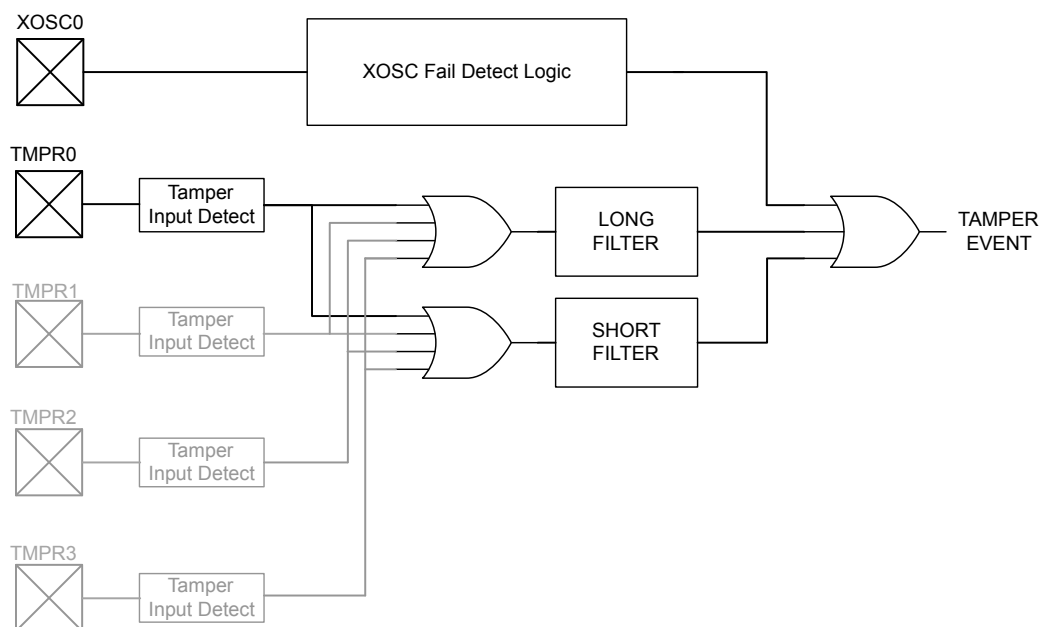 XOSC0
XOSC Fail Detect Logic
TMPR0
Tamper
Input Detect
LONG
FILTER
TAMPER
EVENT
TMPR1
Tamper
Input Detect
SHORT
FILTER
TMPR2
Tamper
Input Detect
TMPR3
Tamper
Input Detect